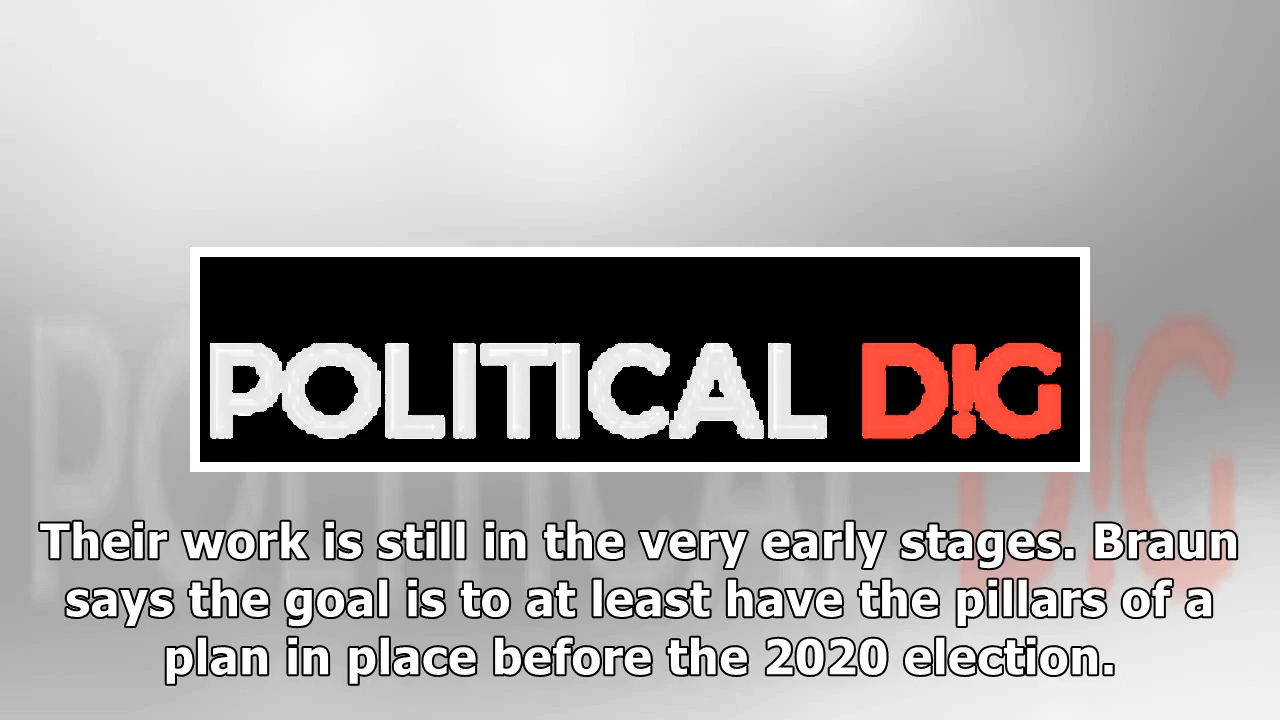 POLITICAL D!G
Their work is still in the very early stages. Braun
says the goal is to at least have the pillars of a
plan in place before the 2020 election.